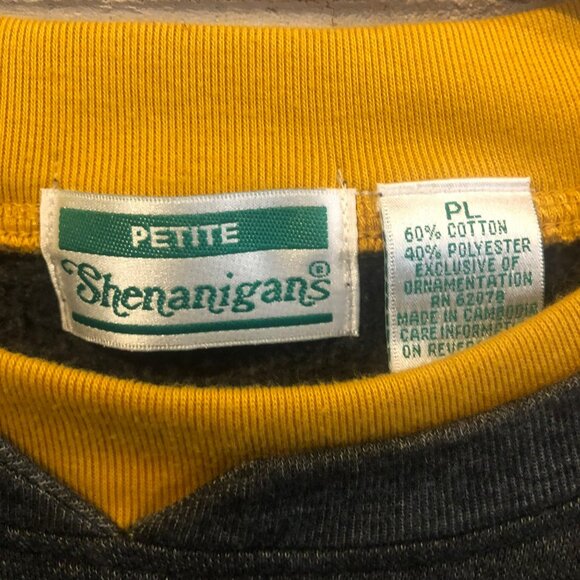 PETITE
Shenanigans®
PL
60% COTTON
40% POLYESTER
EXCLUSIVE OF
ORNAMENTATION
RN 62078
MADE IN CAMBODIA
CARE INFORMATION
ON REVERSE